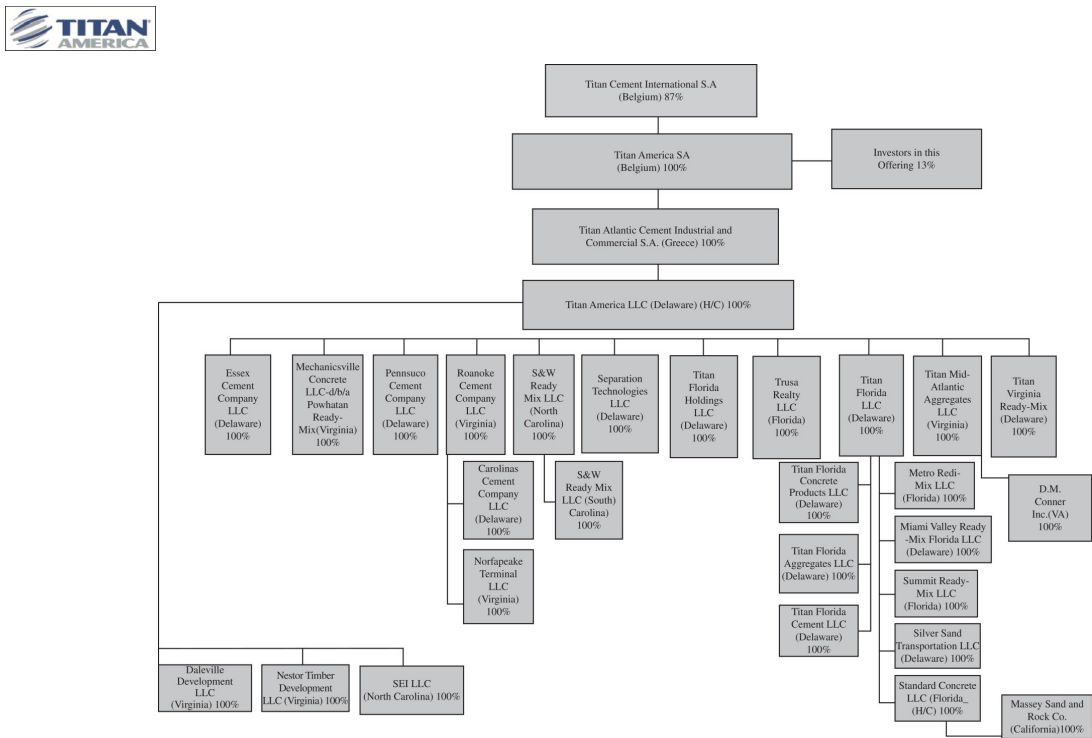 TITAN
AMERICA
Titan Cement International S.A
(Belgium) 87%
Titan America SA
(Belgium) 100%
Investors in this
Offering 13%
Titan Atlantic Cement Industrial and
Commercial S.A. (Greece) 100%
Titan America LLC (Delaware) (H/C) 100%
Essex
Cement
Company
LLC
(Delaware)
100%
Mechanicsville
Concrete
LLC-d/b/a
Powhatan
Ready-
Mix(Virginia)
100%
Pennsuco
Cement
Company
LLC
(Delaware)
100%
Roanoke
Cement
Company
LLC
(Virginia)
100%
S&W
Ready
Mix LLC
(North
Carolina)
100%
Separation
Technologies
LLC
(Delaware)
100%
Titan
Florida
Holdings
LLC
(Delaware)
100%
Trusa
Realty
LLC
(Florida)
100%
Titan
Florida
LLC
(Delaware)
100%
Titan Mid-
Atlantic
Aggregates
LLC
(Virginia)
100%
Titan
Virginia
Ready-Mix
(Delaware)
100%
Carolinas
Cement
Company
LLC
(Delaware)
100%
S&W
Ready Mix
LLC (South)
Carolina)
100%
Titan Florida
Concrete
Products LLC
(Delaware)
100%
Metro Redi-
Mix LLC
(Florida) 100%
D.M.
Conner
Inc.(VA)
100%
Miami Valley Ready
-Mix Florida LLC
(Delaware) 100%
Norfapeake
Terminal
LLC
(Virginia)
100%
Titan Florida
Aggregates LLC
(Delaware) 100%
Summit Ready-
Mix LLC
(Florida) 100%
Titan Florida
Cement LLC
(Delaware)
100%
Silver Sand
Transportation LLC
(Delaware) 100%
Daleville
Development
LLC
(Virginia) 100%
Nestor Timber
Development
LLC (Virginia) 100%
SEI LLC
(North Carolina) 100%
Standard Concrete
LLC (Florida_
(H/C) 100%
Massey Sand and
Rock Co.
(California)100%